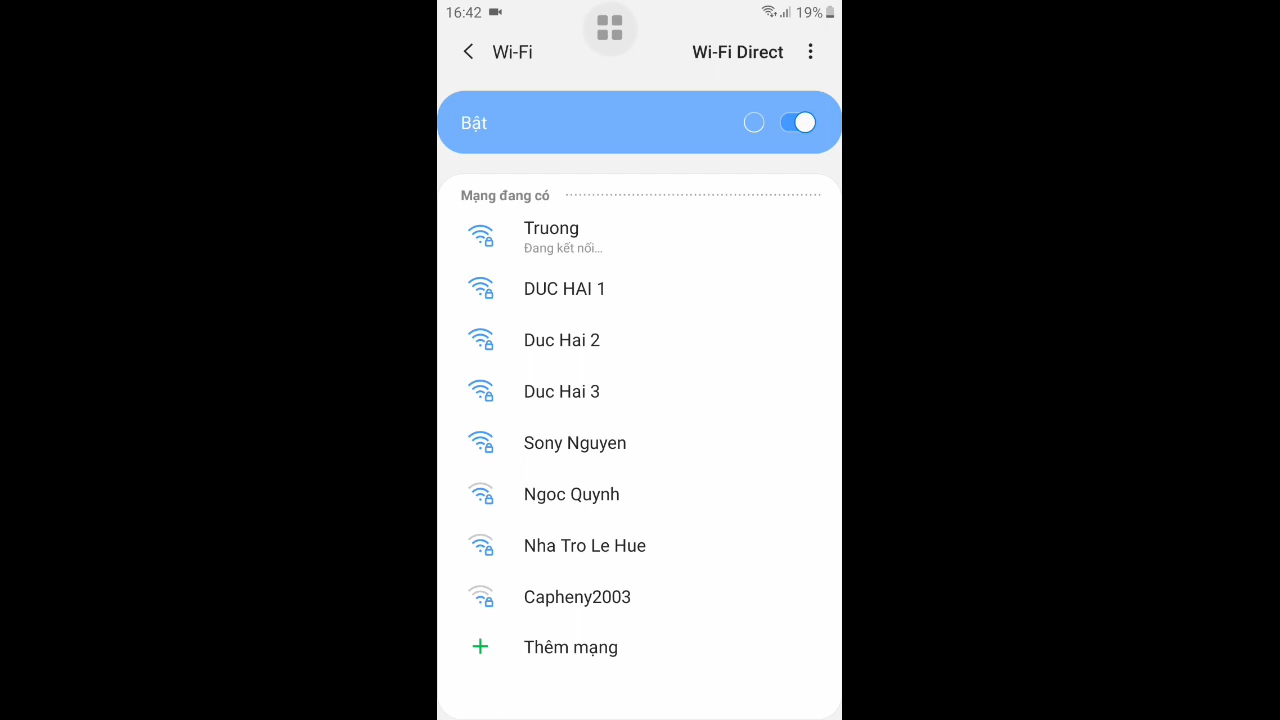 16:42 19%
Wi-Fi Wi-Fi Direct
Bật
Mạng đang có
Truong
Đang kết nối...
DUC HAI 1
Duc Hai 2
Duc Hai 3
Sony Nguyen
Ngoc Quynh
Nha Tro Le Hue
Capheny2003
Thêm mạng